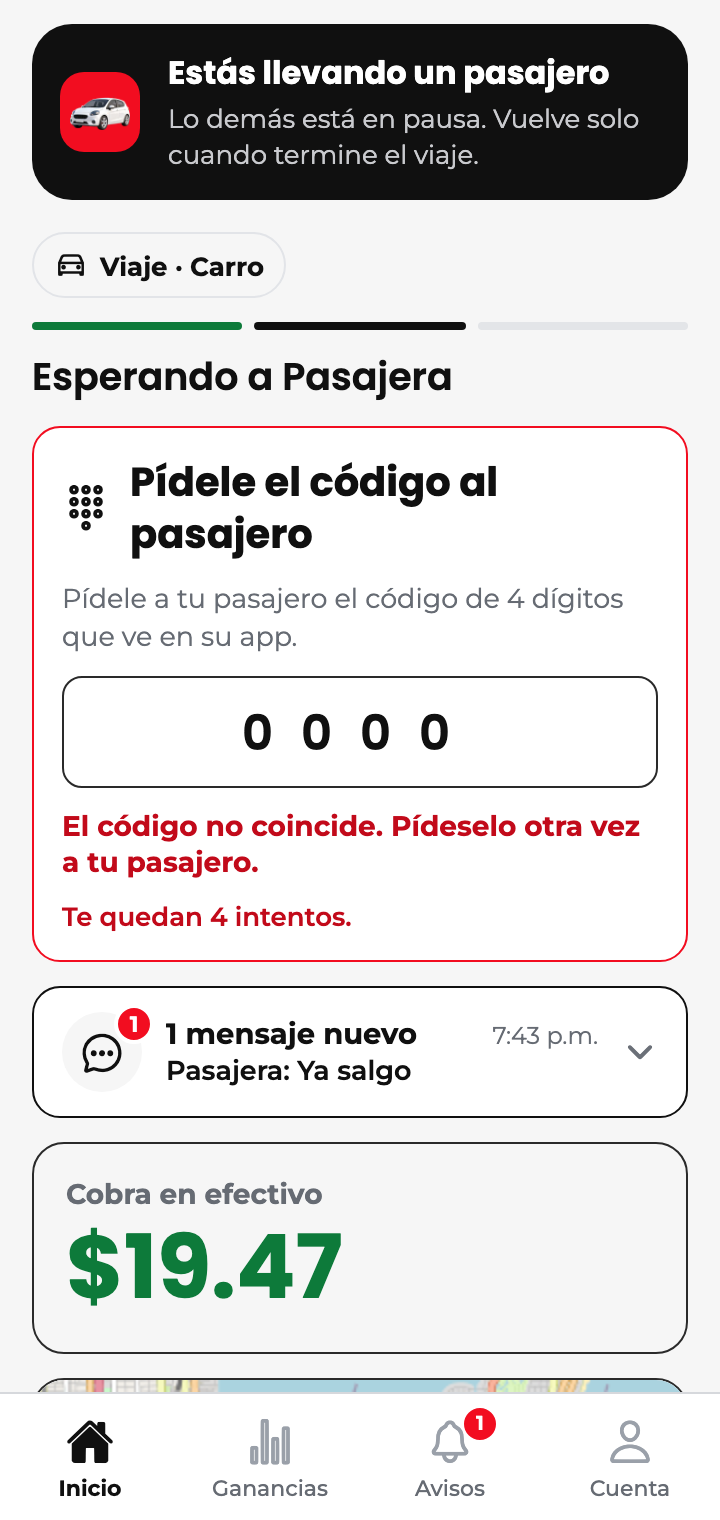 Estás llevando un pasajero
Lo demás está en pausa. Vuelve solo
cuando termine el viaje.
Viaje · Carro
Esperando a Pasajera
Pídele el código al
pasajero
Pídele a tu pasajero el código de 4 dígitos
que ve en su app.
0 0 0 0
El código no coincide. Pídeselo otra vez
a tu pasajero.
Te quedan 4 intentos.
1
1 mensaje nuevo
7:43 p.m.
Pasajera: Ya salgo
Cobra en efectivo
$19.47
1
Inicio
Ganancias
Avisos
Cuenta